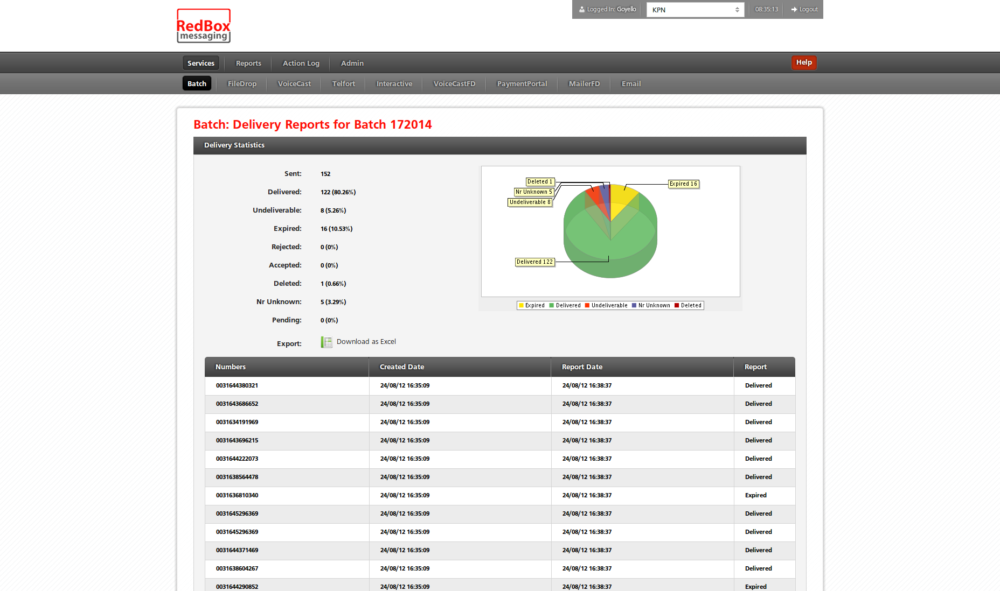 Logged In: Goyello KPN 08:35:13 Logout
RedBox
messaging
Services Reports Action Log Admin Help
Batch FileDrop VoiceCast Telfort Interactive VoiceCastFD PaymentPortal MailerFD Email
Batch: Delivery Reports for Batch 172014
Delivery Statistics
Sent: 152
Delivered: 122 (80.26%)
Undeliverable: 8 (5.26%)
Expired: 16 (10.53%)
Rejected: 0 (0%)
Accepted: 0 (0%)
Deleted: 1 (0.66%)
Nr Unknown: 5 (3.29%)
Pending: 0 (0%)
Export: Download as Excel
Deleted 1
Nr Unknown 5
Undeliverable 8
Expired 16
Delivered 122
Expired Delivered Undeliverable Nr Unknown Deleted
Numbers Created Date Report Date Report
0031644380321 24/08/12 16:35:09 24/08/12 16:38:37 Delivered
0031643686652 24/08/12 16:35:09 24/08/12 16:38:37 Delivered
0031634191969 24/08/12 16:35:09 24/08/12 16:38:37 Delivered
0031643696215 24/08/12 16:35:09 24/08/12 16:38:37 Delivered
0031644222073 24/08/12 16:35:09 24/08/12 16:38:37 Delivered
0031638564478 24/08/12 16:35:09 24/08/12 16:38:37 Delivered
0031636810340 24/08/12 16:35:09 24/08/12 16:38:37 Expired
0031645296369 24/08/12 16:35:09 24/08/12 16:38:37 Delivered
0031645296369 24/08/12 16:35:09 24/08/12 16:38:37 Delivered
0031644371469 24/08/12 16:35:09 24/08/12 16:38:37 Delivered
0031638604267 24/08/12 16:35:09 24/08/12 16:38:37 Delivered
0031644290852 24/08/12 16:35:09 24/08/12 16:38:37 Expired